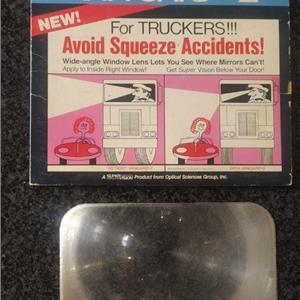 NEW!
For TRUCKERS!!!
Avoid Squeeze Accidents!
Wide-angle Window Lens Lets You See Where Mirrors Can't!
Apply to Inside Right Window! Get Super Vision Below Your Door!
Product from Optical Sciences Group, Inc.